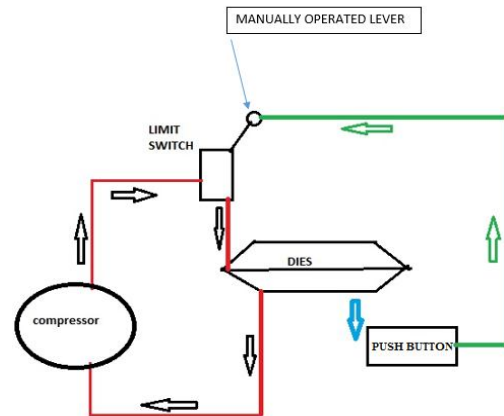 MANUALLY OPERATED LEVER
LIMIT
SWITCH
DIES
compressor
PUSH BUTTON